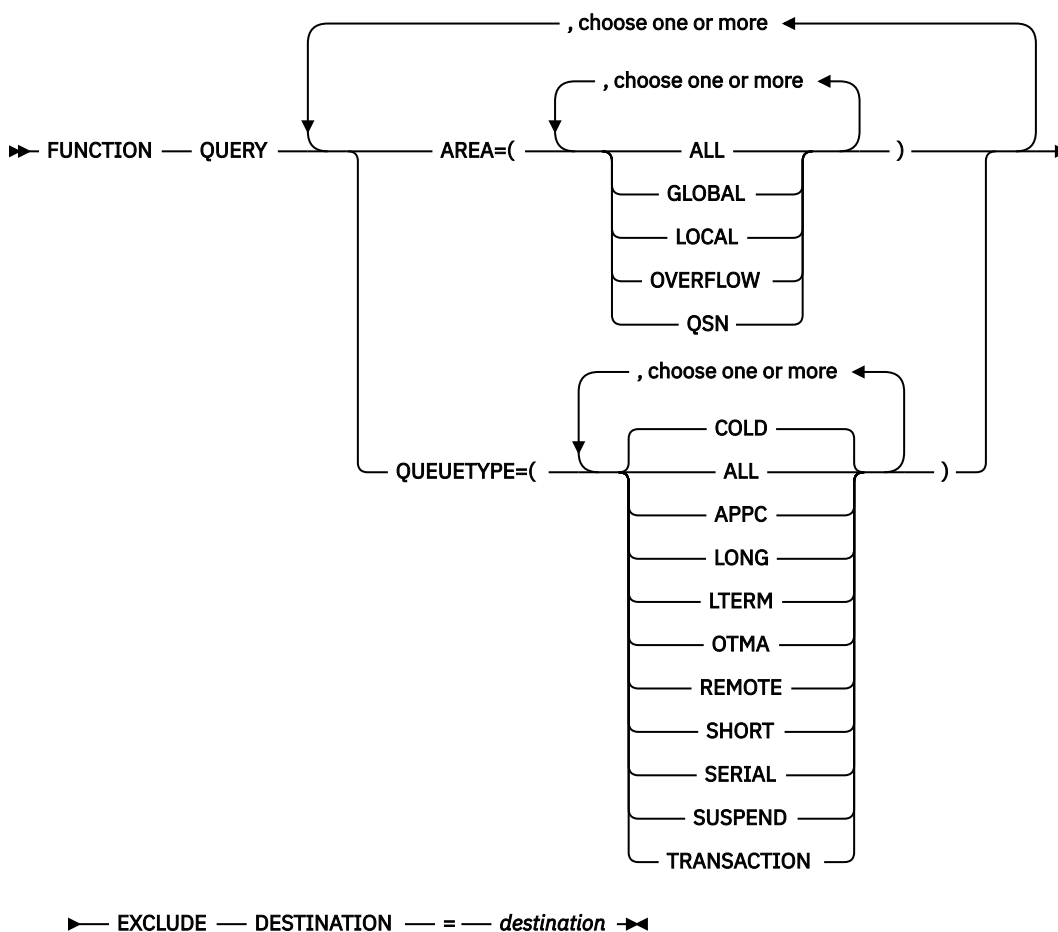 , choose one or more
, choose one or more
FUNCTION QUERY AREA=( ALL )
GLOBAL
LOCAL
OVERFLOW
QSN
, choose one or more
COLD
QUEUETYPE=( ALL )
APPC
LONG
LTERM
OTMA
REMOTE
SHORT
SERIAL
SUSPEND
TRANSACTION
EXCLUDE DESTINATION = destination